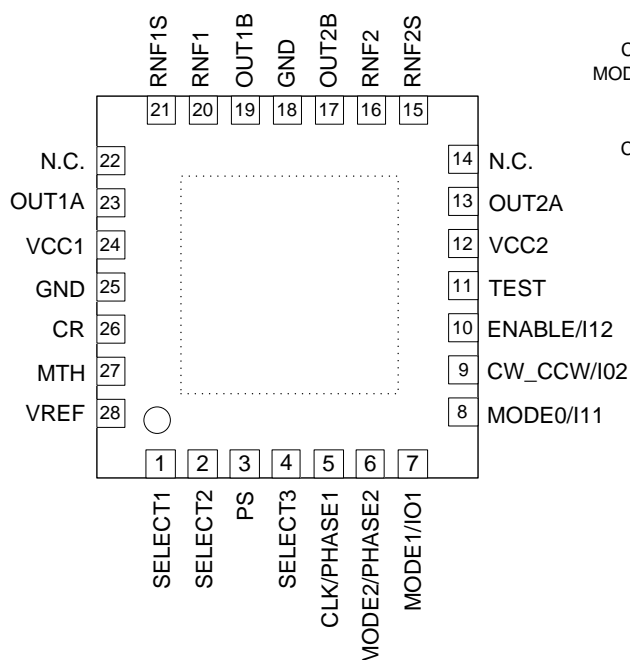 RNF1S
RNF1
OUT1B
GND
OUT2B
RNF2
RNF2S
21
20
19
18
17
16
15
C
MOD
C
N.C. 22
OUT1A 23
VCC1 24
GND 25
CR 26
MTH 27
VREF 28
14 N.C.
13 OUT2A
12 VCC2
11 TEST
10 ENABLE/I12
9 CW_CCW/I02
8 MODE0/I11
1
2
3
4
5
6
7
SELECT1
SELECT2
PS
SELECT3
CLK/PHASE1
MODE2/PHASE2
MODE1/IO1